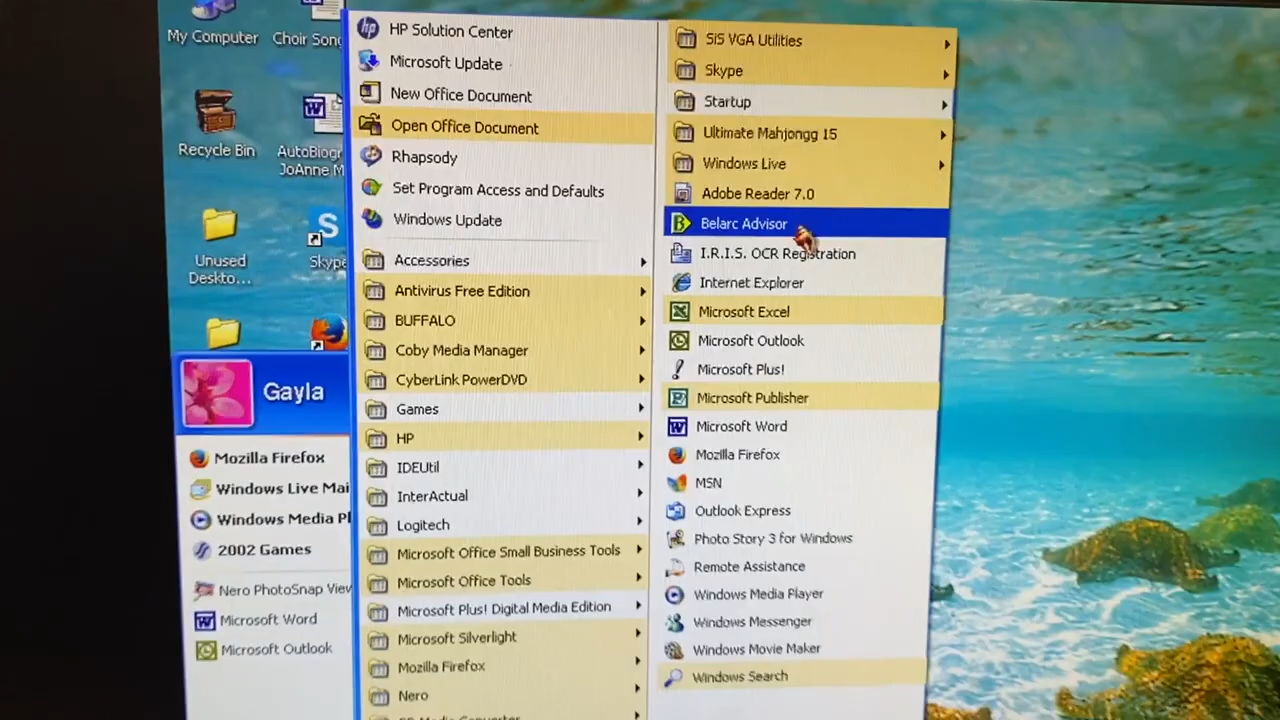 My Computer
Choir Song
Recycle Bin
AutoBiogr
JoAnne M
Unused
Deskto...
Skype
Gayla
Mozilla Firefox
Windows Live Mai
Windows Media Pl
2002 Games
Nero PhotoSnap View
Microsoft Word
Microsoft Outlook
HP Solution Center
Microsoft Update
New Office Document
Open Office Document
Rhapsody
Set Program Access and Defaults
Windows Update
Accessories
Antivirus Free Edition
BUFFALO
Coby Media Manager
CyberLink PowerDVD
Games
HP
IDEUtil
InterActual
Logitech
Microsoft Office Small Business Tools
Microsoft Office Tools
Microsoft Plus! Digital Media Edition
Microsoft Silverlight
Mozilla Firefox
Nero
SiS VGA Utilities
Skype
Startup
Ultimate Mahjongg 15
Windows Live
Adobe Reader 7.0
Belarc Advisor
I.R.I.S. OCR Registration
Internet Explorer
Microsoft Excel
Microsoft Outlook
Microsoft Plus!
Microsoft Publisher
Microsoft Word
Mozilla Firefox
MSN
Outlook Express
Photo Story 3 for Windows
Remote Assistance
Windows Media Player
Windows Messenger
Windows Movie Maker
Windows Search